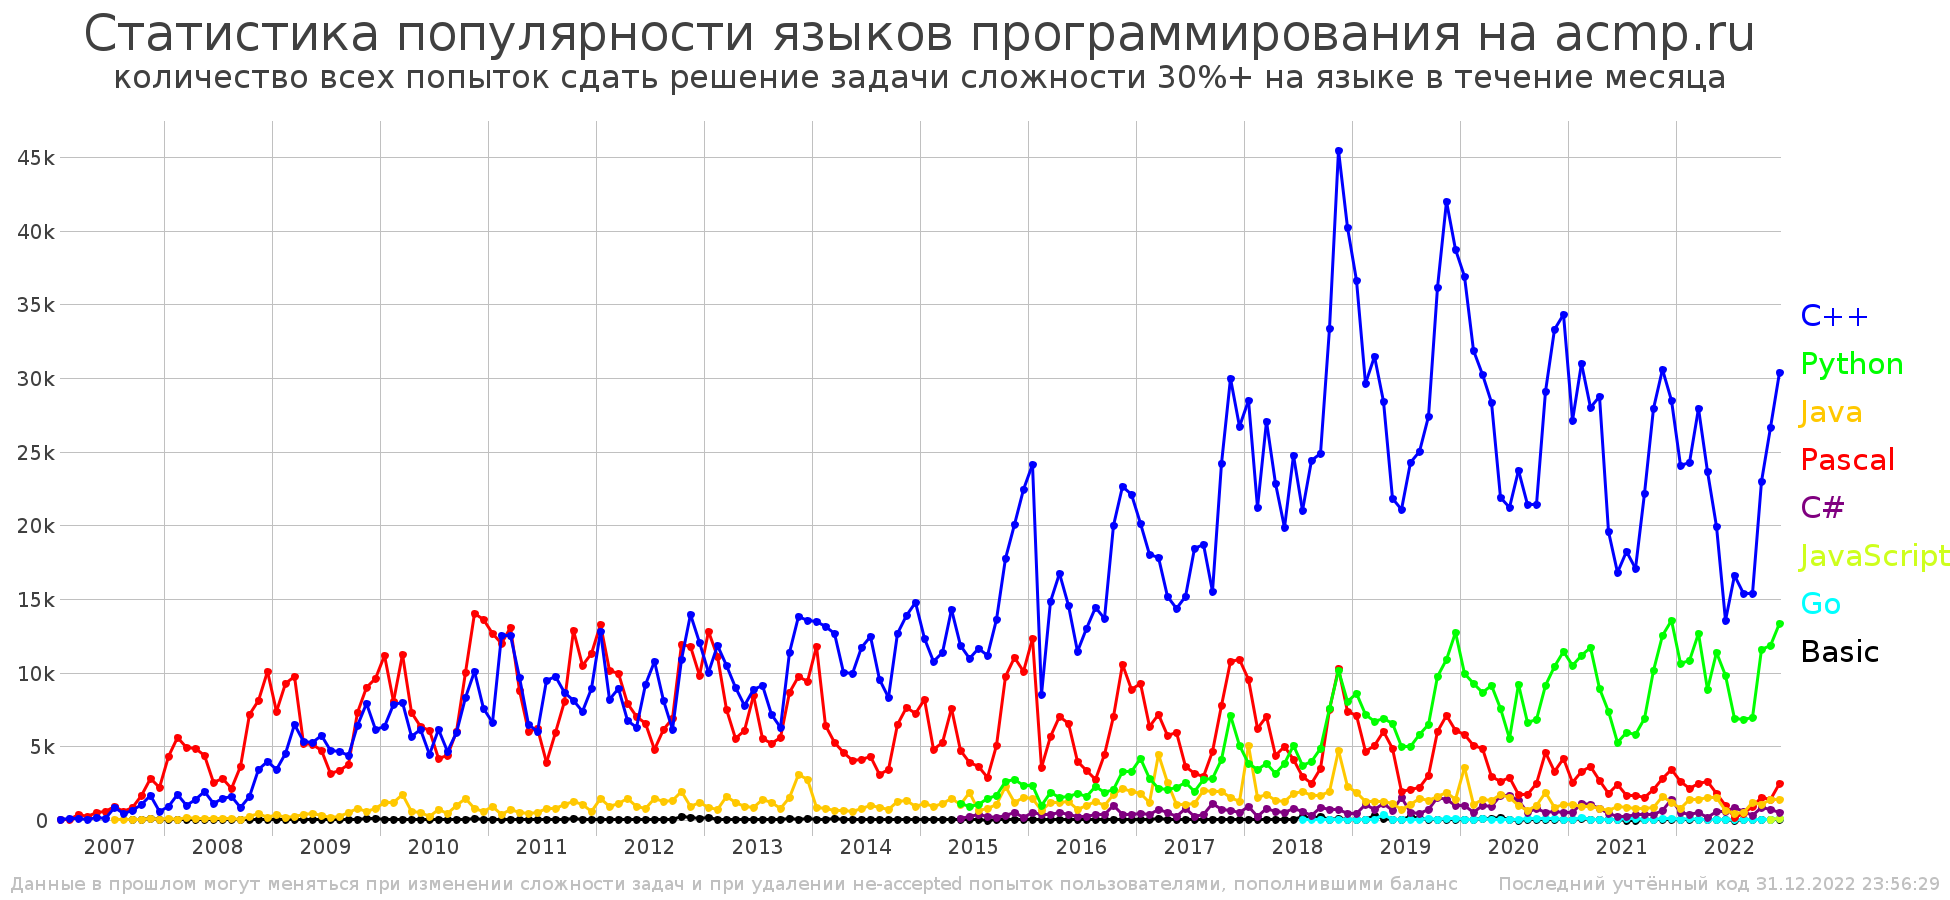 Статистика популярности языков программирования на acmp.ru
количество всех попыток сдать решение задачи сложности 30%+ на языке в течение месяца
45k
40k
35k
30k
25k
20k
15k
10k
5k
0
C++
Python
Java
Pascal
C#
JavaScript
Go
Basic
2007 2008 2009 2010 2011 2012 2013 2014 2015 2016 2017 2018 2019 2020 2021 2022
Данные в прошлом могут меняться при изменении сложности задач и при удалении не-accepted попыток пользователями, пополнившими баланс Последний учтённый код 31.12.2022 23:56:29